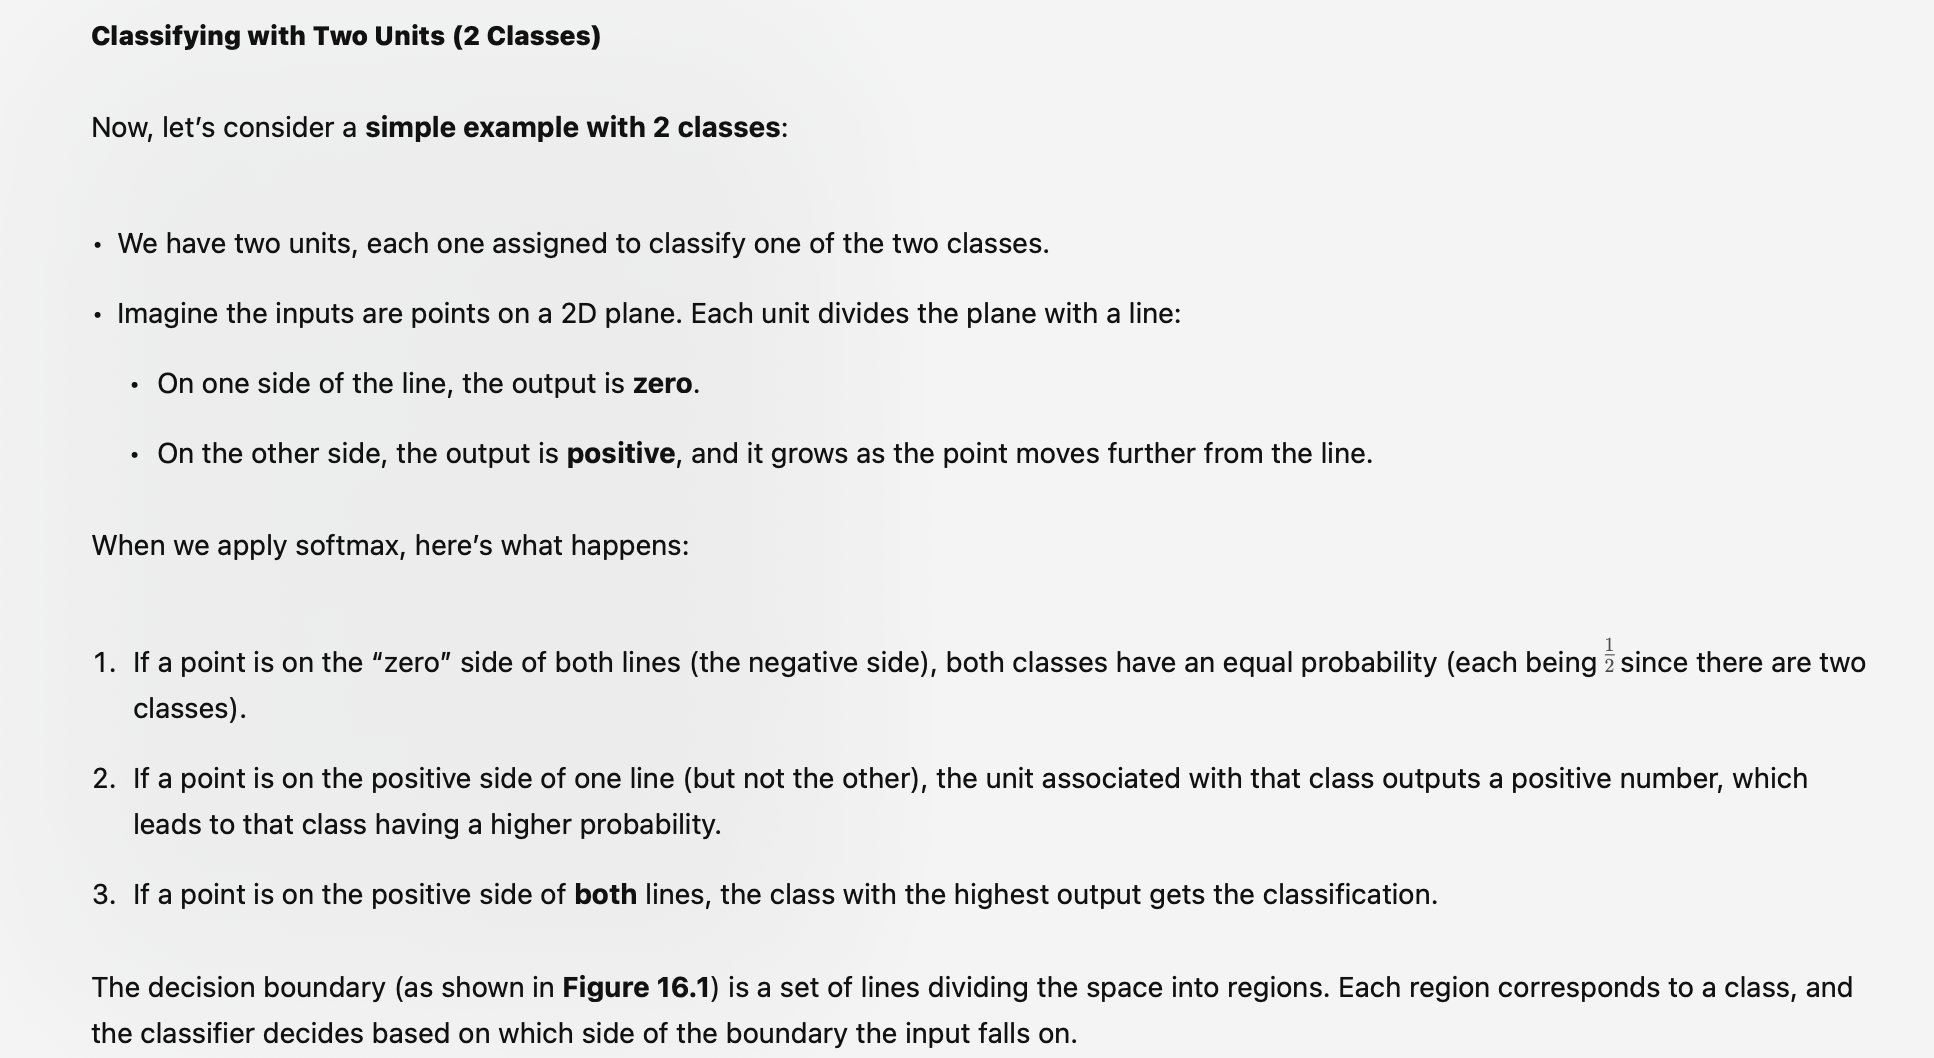 Classifying with Two Units (2 Classes)
Now, let’s consider a simple example with 2 classes:
• We have two units, each one assigned to classify one of the two classes.
• Imagine the inputs are points on a 2D plane. Each unit divides the plane with a line:
• On one side of the line, the output is zero.
• On the other side, the output is positive, and it grows as the point moves further from the line.
When we apply softmax, here’s what happens:
1. If a point is on the “zero” side of both lines (the negative side), both classes have an equal probability (each being 1/2 since there are two
classes).
2. If a point is on the positive side of one line (but not the other), the unit associated with that class outputs a positive number, which
leads to that class having a higher probability.
3. If a point is on the positive side of both lines, the class with the highest output gets the classification.
The decision boundary (as shown in Figure 16.1) is a set of lines dividing the space into regions. Each region corresponds to a class, and
the classifier decides based on which side of the boundary the input falls on.